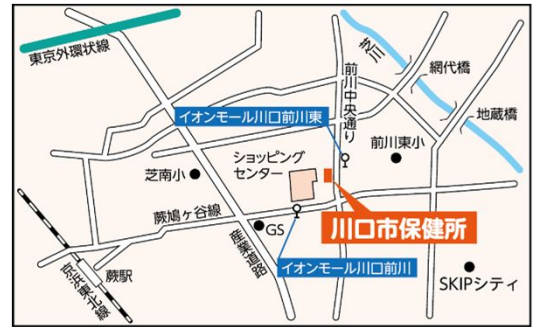 東京外環状線
芝川
網代橋
前川中央通り
地蔵橋
イオンモール川口前川東
前川東小
ショッピング
センター
芝南小
蕨鳩ヶ谷線
川口市保健所
GS
産業道路
イオンモール川口前川
蕨駅
京浜東北線
SKIPシティ